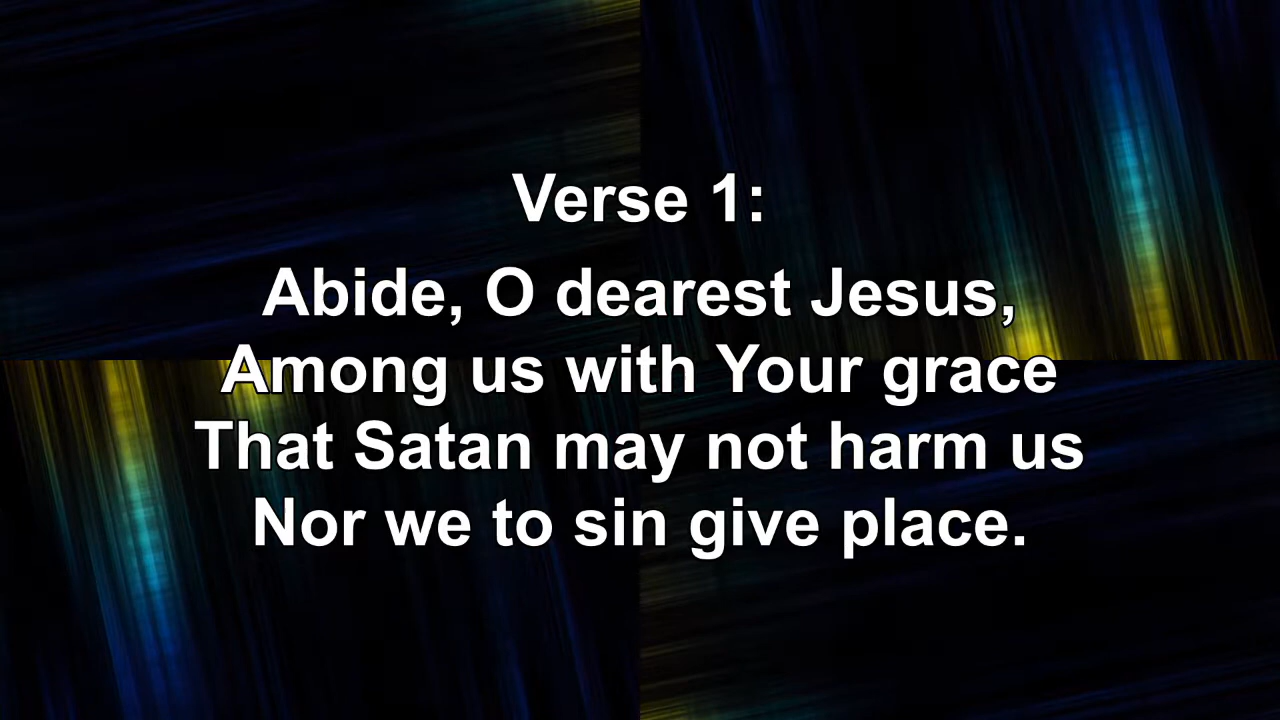 Verse 1:
Abide, O dearest Jesus,
Among us with Your grace
That Satan may not harm us
Nor we to sin give place.